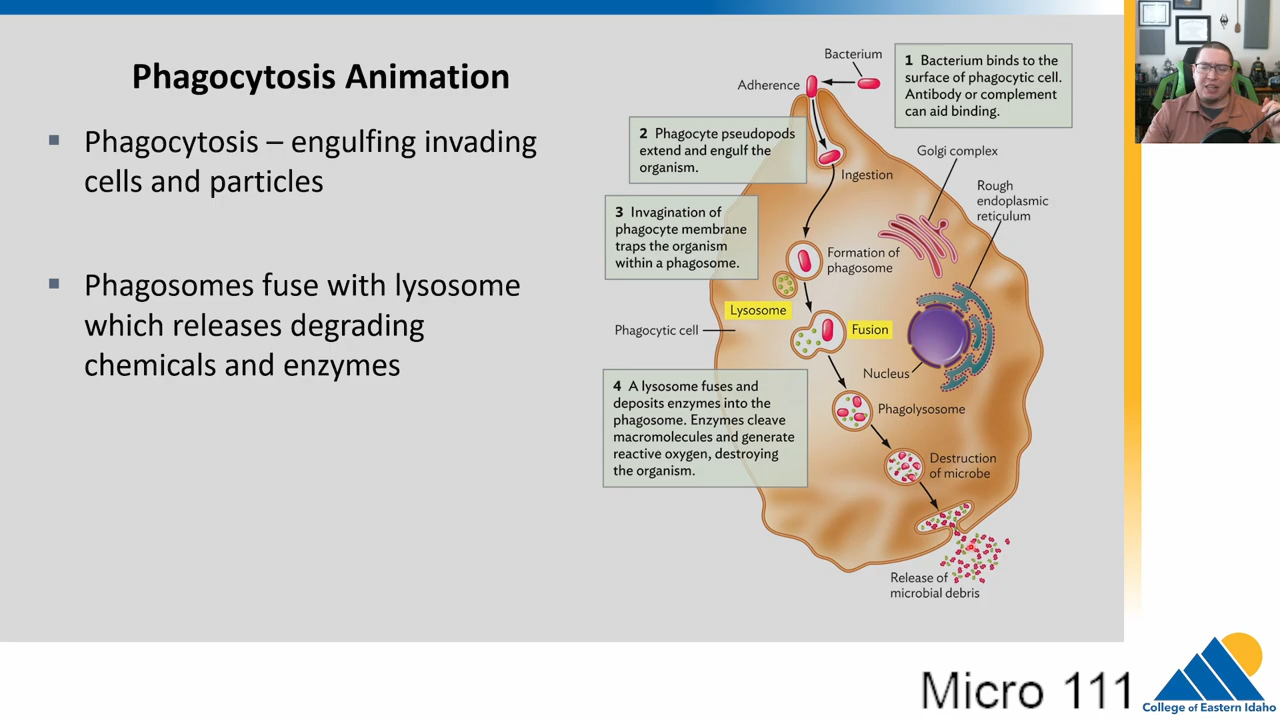 Phagocytosis Animation
▪ Phagocytosis – engulfing invading
cells and particles
▪ Phagosomes fuse with lysosome
which releases degrading
chemicals and enzymes
Bacterium
Adherence
1 Bacterium binds to the
surface of phagocytic cell.
Antibody or complement
can aid binding.
2 Phagocyte pseudopods
extend and engulf the
organism.
Ingestion
Golgi complex
Rough
endoplasmic
reticulum
3 Invagination of
phagocyte membrane
traps the organism
within a phagosome.
Formation of
phagosome
Lysosome
Phagocytic cell
Fusion
Nucleus
4 A lysosome fuses and
deposits enzymes into the
phagosome. Enzymes cleave
macromolecules and generate
reactive oxygen, destroying
the organism.
Phagolysosome
Destruction
of microbe
Release of
microbial debris
Micro 111
College of Eastern Idaho